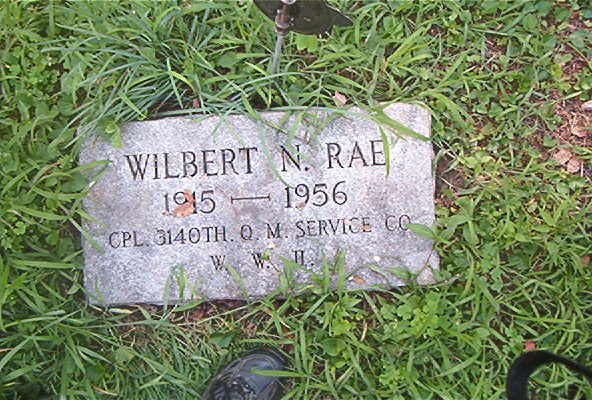 WILBERT N. RAE
1915 — 1956
CPL. 3140TH. Q. M. SERVICE CO.
W. W. II.